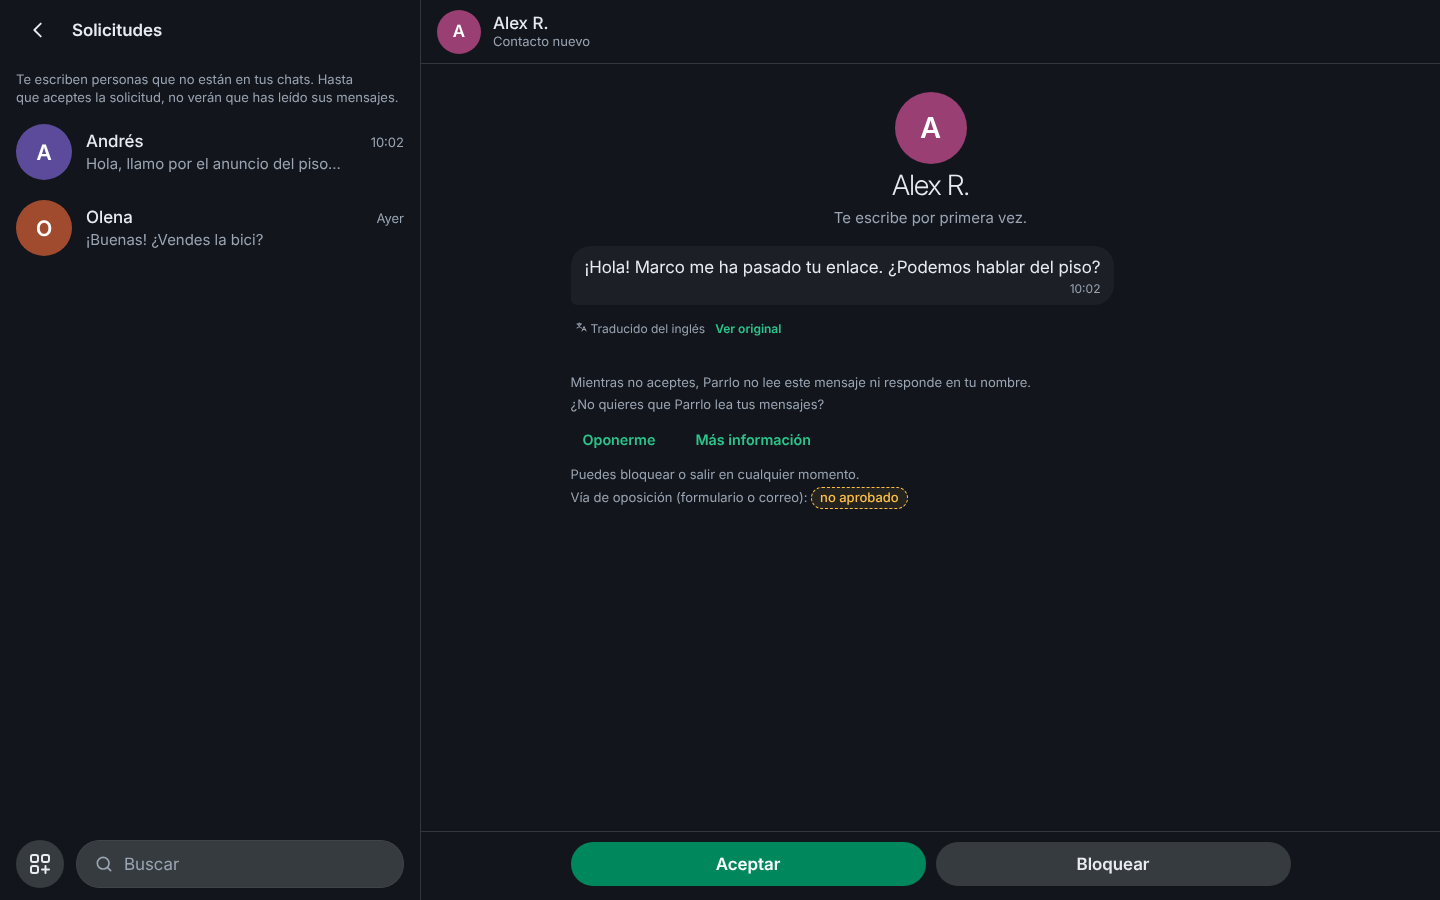 Solicitudes
Te escriben personas que no están en tus chats. Hasta
que aceptes la solicitud, no verán que has leído sus mensajes.
A
Andrés
10:02
Hola, llamo por el anuncio del piso...
O
Olena
Ayer
¡Buenas! ¿Vendes la bici?
Buscar
A
Alex R.
Contacto nuevo
A
Alex R.
Te escribe por primera vez.
¡Hola! Marco me ha pasado tu enlace. ¿Podemos hablar del piso?
10:02
Traducido del inglés Ver original
Mientras no aceptes, Parrlo no lee este mensaje ni responde en tu nombre.
¿No quieres que Parrlo lea tus mensajes?
Oponerme Más información
Puedes bloquear o salir en cualquier momento.
Vía de oposición (formulario o correo): no aprobado
Aceptar Bloquear